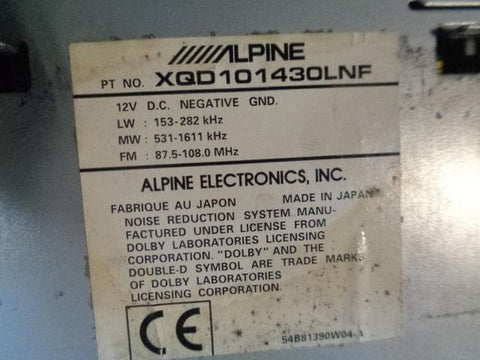 ALPINE
PT NO. XQD101430LNF
12V D.C. NEGATIVE GND.
LW : 153-282 kHz
MW : 531-1611 kHz
FM : 87.5-108.0 MHz
ALPINE ELECTRONICS, INC.
FABRIQUE AU JAPON MADE IN JAPAN
NOISE REDUCTION SYSTEM MANU-
FACTURED UNDER LICENSE FROM
DOLBY LABORATORIES LICENSING
CORPORATION. "DOLBY" AND THE
DOUBLE-D SYMBOL ARE TRADE MARKS
OF DOLBY LABORATORIES
LICENSING CORPORATION.
CE
54B81390W04-A